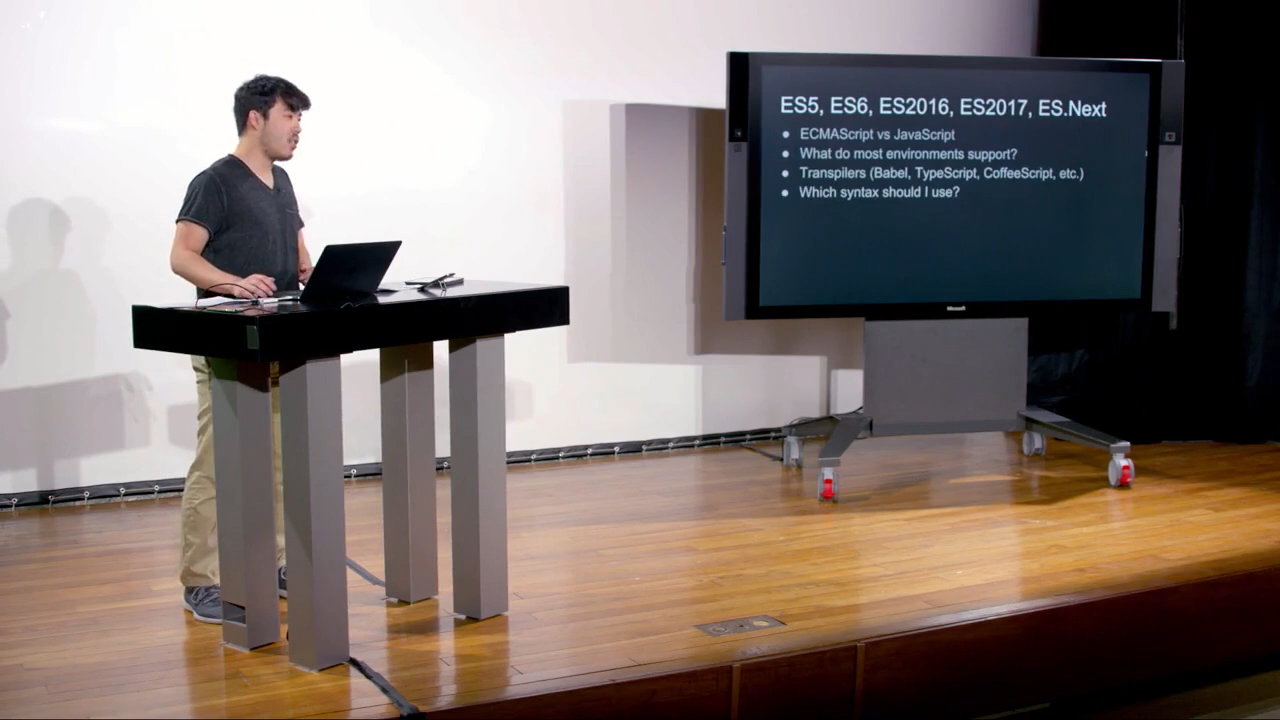 ES5, ES6, ES2016, ES2017, ES.Next
● ECMAScript vs JavaScript
● What do most environments support?
● Transpilers (Babel, TypeScript, CoffeeScript, etc.)
● Which syntax should I use?
Microsoft